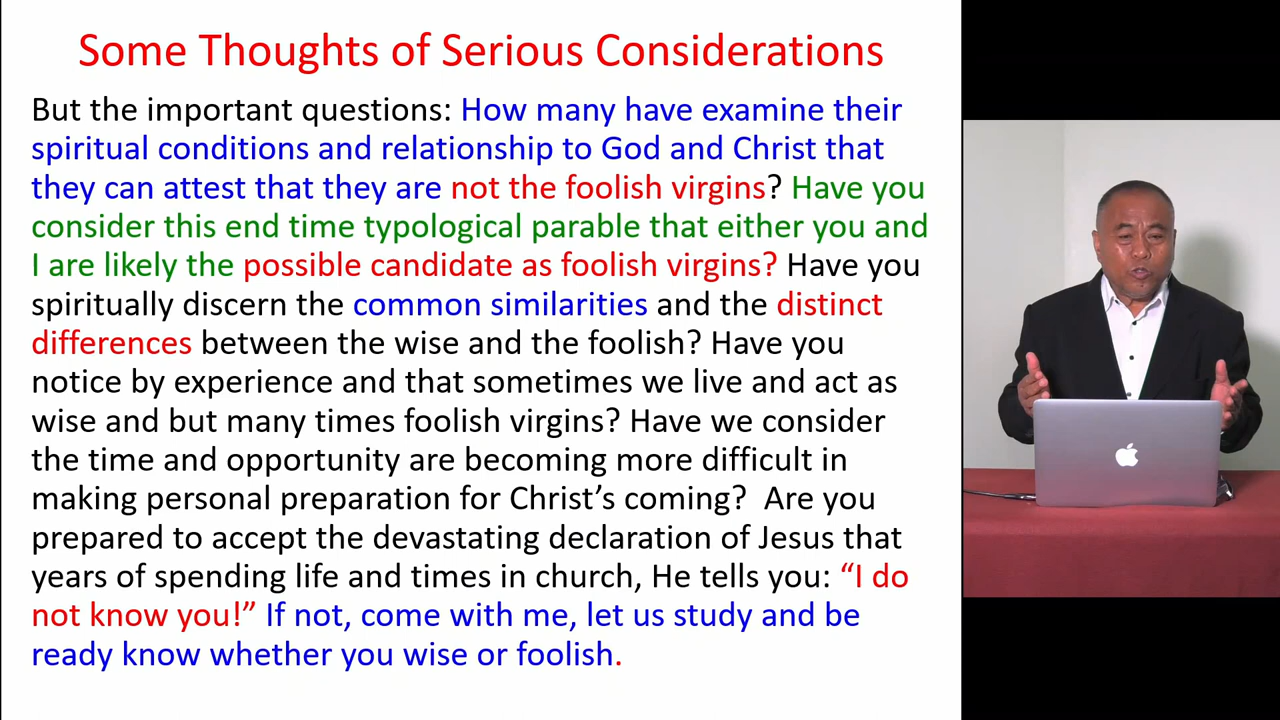 Some Thoughts of Serious Considerations
But the important questions: How many have examine their
spiritual conditions and relationship to God and Christ that
they can attest that they are not the foolish virgins? Have you
consider this end time typological parable that either you and
I are likely the possible candidate as foolish virgins? Have you
spiritually discern the common similarities and the distinct
differences between the wise and the foolish? Have you
notice by experience and that sometimes we live and act as
wise and but many times foolish virgins? Have we consider
the time and opportunity are becoming more difficult in
making personal preparation for Christ’s coming?  Are you
prepared to accept the devastating declaration of Jesus that
years of spending life and times in church, He tells you: “I do
not know you!” If not, come with me, let us study and be
ready know whether you wise or foolish.